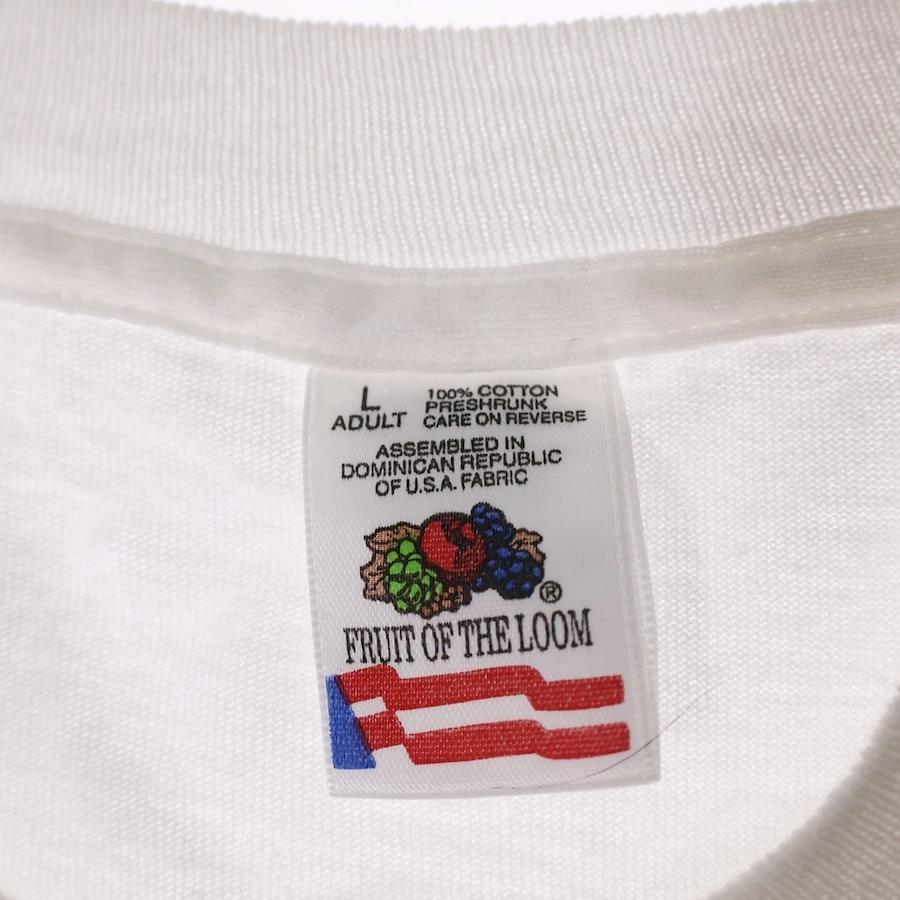 L
ADULT
100% COTTON
PRESHRUNK
CARE ON REVERSE
ASSEMBLED IN
DOMINICAN REPUBLIC
OF U.S.A. FABRIC
®
FRUIT OF THE LOOM